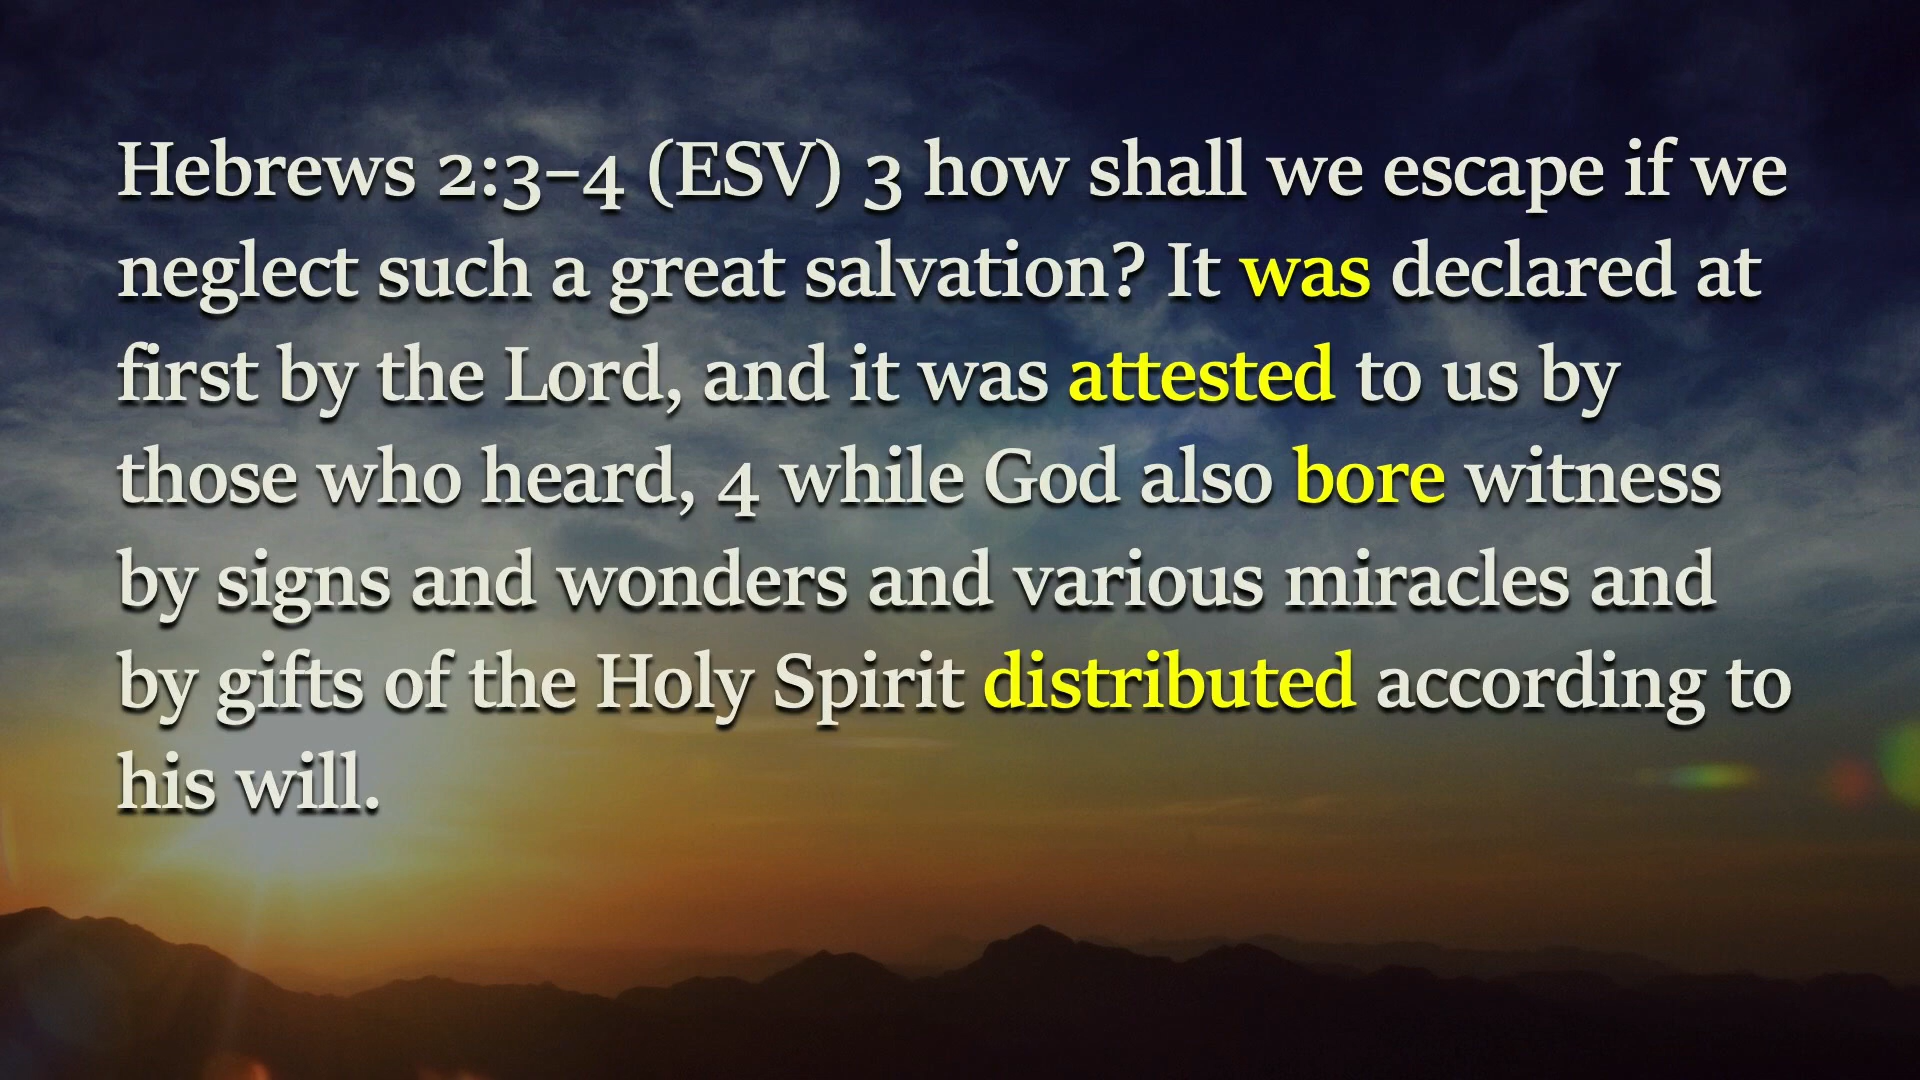 Hebrews 2:3–4 (ESV) 3 how shall we escape if we
neglect such a great salvation? It was declared at
first by the Lord, and it was attested to us by
those who heard, 4 while God also bore witness
by signs and wonders and various miracles and
by gifts of the Holy Spirit distributed according to
his will.